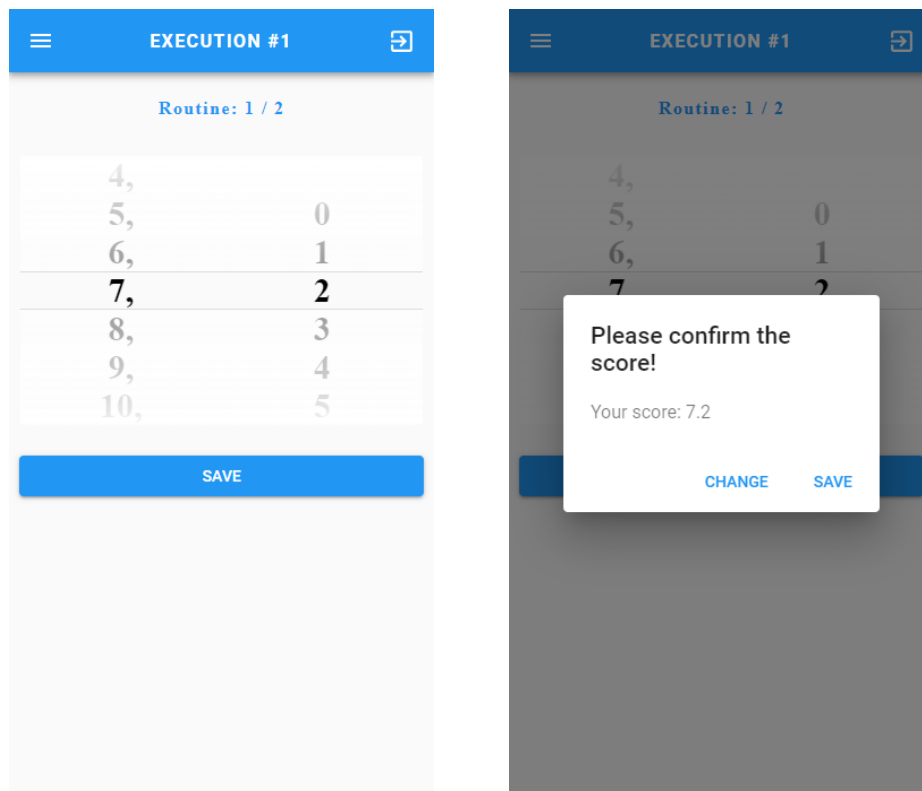 EXECUTION #1
Routine: 1 / 2
4,
5, 0
6, 1
7, 2
8, 3
9, 4
10, 5
SAVE
EXECUTION #1
Routine: 1 / 2
4,
5, 0
6, 1
7 2
Please confirm the
score!
Your score: 7.2
CHANGE SAVE